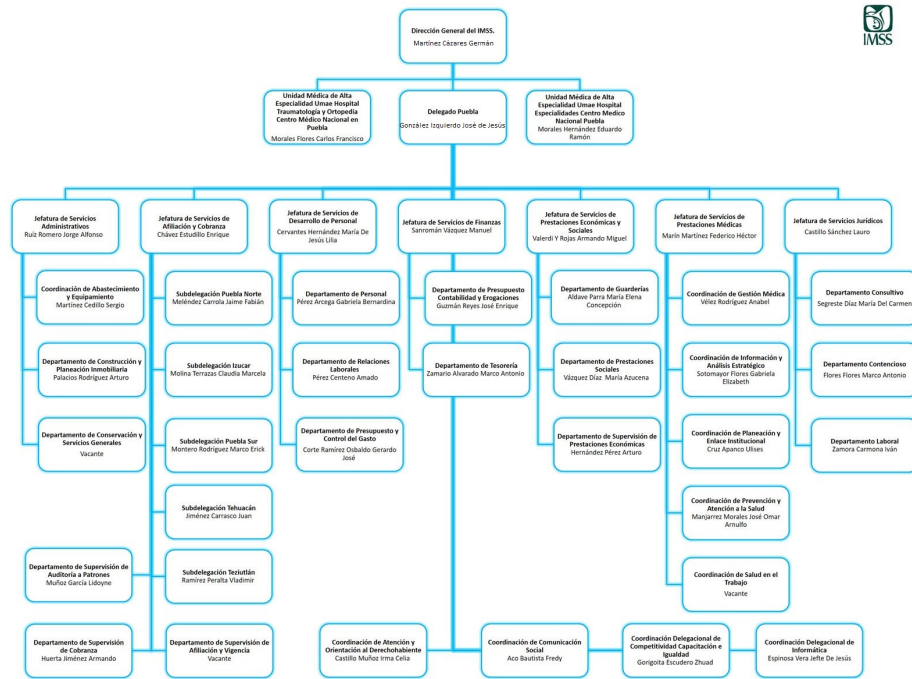 IMSS
Dirección General del IMSS.
Martínez Cázares Germán
Unidad Médica de Alta
Especialidad Umae Hospital
Traumatología y Ortopedia
Centro Médico Nacional en
Puebla
Morales Flores Carlos Francisco
Delegado Puebla
González Izquierdo José de Jesús
Unidad Médica de Alta
Especialidad Umae Hospital
Especialidades Centro Medico
Nacional Puebla
Morales Hernández Eduardo
Ramón
Jefatura de Servicios
Administrativos
Ruíz Romero Jorge Alfonso
Jefatura de Servicios de
Afiliación y Cobranza
Chávez Estudillo Enrique
Jefatura de Servicios de
Desarrollo de Personal
Cervantes Hernández María De
Jesús Lilia
Jefatura de Servicios de Finanzas
Sanromán Vázquez Manuel
Jefatura de Servicios de
Prestaciones Económicas y
Sociales
Valerdi Y Rojas Armando Miguel
Jefatura de Servicios de
Prestaciones Médicas
Marín Martínez Federico Héctor
Jefatura de Servicios Jurídicos
Castillo Sánchez Lauro
Coordinación de Abastecimiento
y Equipamiento
Martínez Cedillo Sergio
Subdelegación Puebla Norte
Meléndez Carrola Jaime Fabián
Departamento de Personal
Pérez Arcega Gabriela Bernardina
Departamento de Presupuesto
Contabilidad y Erogaciones
Guzmán Reyes José Enrique
Departamento de Guarderías
Aldave Parra María Elena
Concepción
Coordinación de Gestión Médica
Vélez Rodríguez Anabel
Departamento Consultivo
Segreste Díaz María Del Carmen
Departamento de Construcción y
Planeación Inmobiliaria
Palacios Rodríguez Arturo
Subdelegación Izucar
Molina Terrazas Claudia Marcela
Departamento de Relaciones
Laborales
Pérez Centeno Amado
Departamento de Tesorería
Zamario Alvarado Marco Antonio
Departamento de Prestaciones
Sociales
Vázquez Díaz María Azucena
Coordinación de Información y
Análisis Estratégico
Sotomayor Flores Gabriela
Elizabeth
Departamento Contencioso
Flores Flores Marco Antonio
Departamento de Conservación y
Servicios Generales
Vacante
Subdelegación Puebla Sur
Montero Rodríguez Marco Erick
Departamento de Presupuesto y
Control del Gasto
Corte Ramírez Osbaldo Gerardo
José
Departamento de Supervisión de
Prestaciones Económicas
Hernández Pérez Arturo
Coordinación de Planeación y
Enlace Institucional
Cruz Apanco Ulises
Departamento Laboral
Zamora Carmona Iván
Subdelegación Tehuacán
Jiménez Carrasco Juan
Coordinación de Prevención y
Atención a la Salud
Manjarrez Morales José Omar
Arnulfo
Departamento de Supervisión de
Auditoría a Patrones
Muñoz García Lidoyne
Subdelegación Teziutlán
Ramírez Peralta Vladimir
Coordinación de Salud en el
Trabajo
Vacante
Departamento de Supervisión
de Cobranza
Huerta Jiménez Armando
Departamento de Supervisión de
Afiliación y Vigencia
Vacante
Coordinación de Atención y
Orientación al Derechohabiente
Castillo Muñoz Irma Celia
Coordinación de Comunicación
Social
Aco Bautista Fredy
Coordinación Delegacional de
Competitividad Capacitación e
Igualdad
Gorigoita Escudero Zhuad
Coordinación Delegacional de
Informática
Espinosa Vera Jefte De Jesús